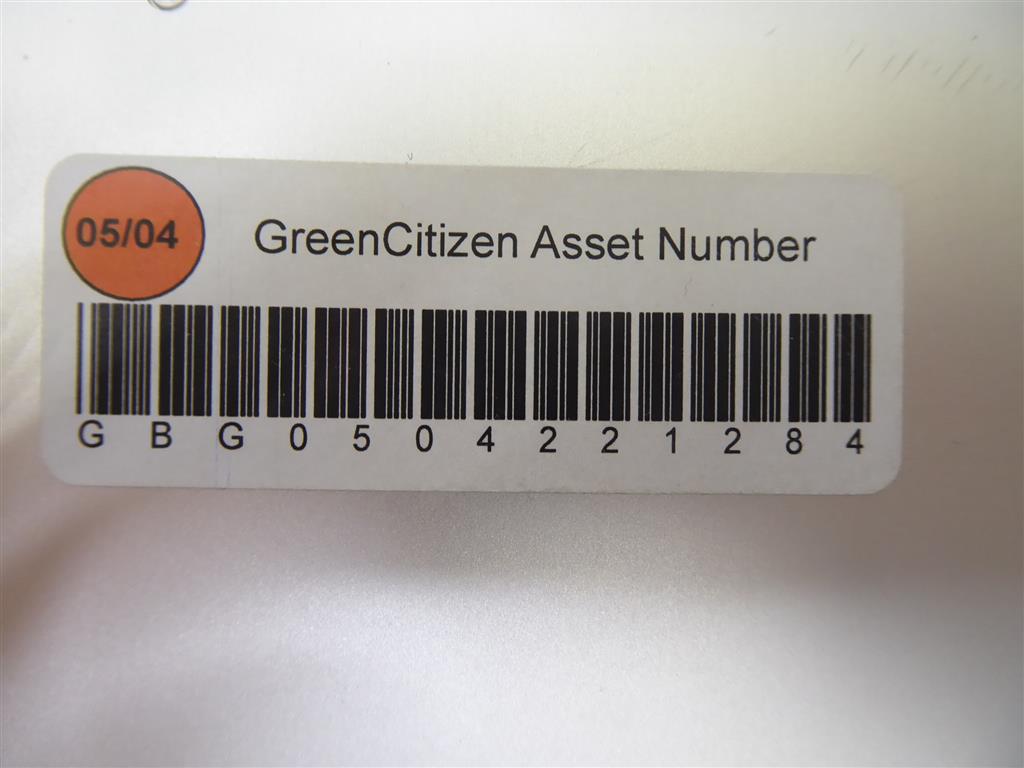 05/04
GreenCitizen Asset Number
G B G 0 5 0 4 2 2 1 2 8 4